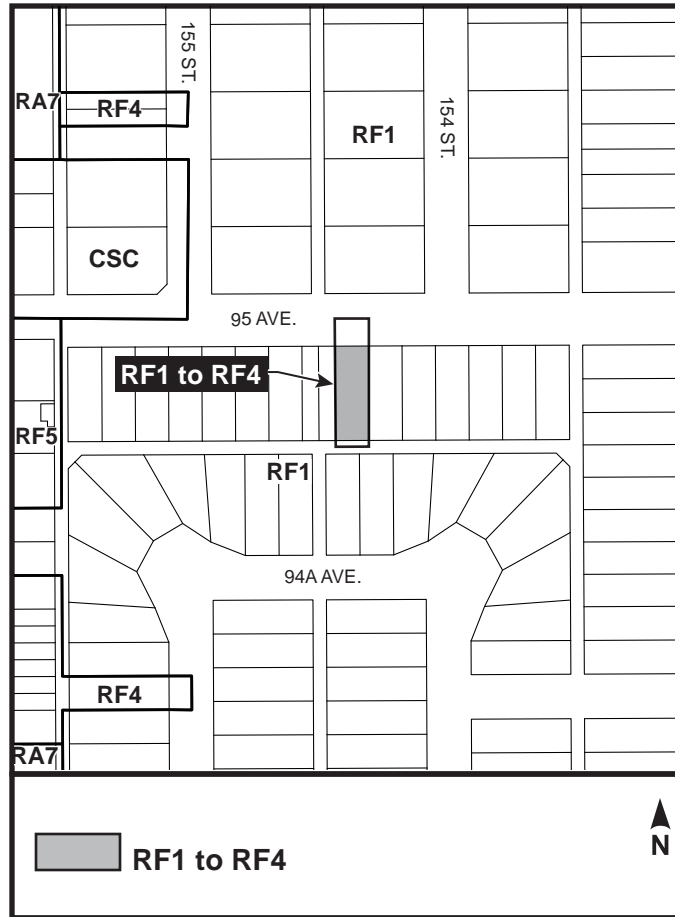 155 ST.
RA7
RF4
RF1
154 ST.
CSC
95 AVE.
RF1 to RF4
RF5
RF1
94A AVE.
RF4
RA7
RF1 to RF4
N